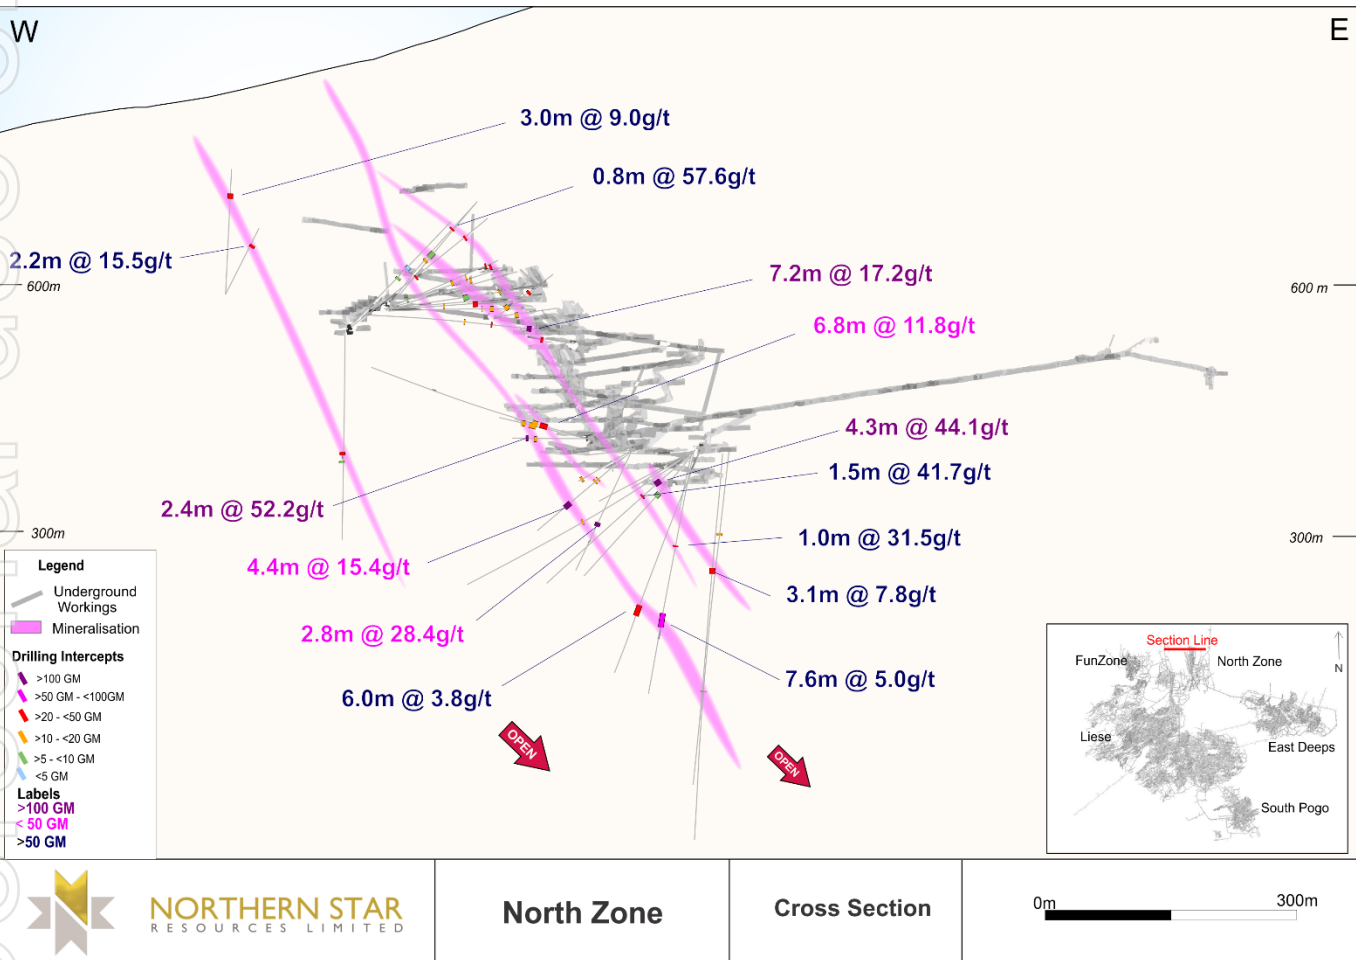 W
E
3.0m @ 9.0g/t
0.8m @ 57.6g/t
2.2m @ 15.5g/t
7.2m @ 17.2g/t
600m
600 m
6.8m @ 11.8g/t
4.3m @ 44.1g/t
1.5m @ 41.7g/t
2.4m @ 52.2g/t
300m
300m
1.0m @ 31.5g/t
4.4m @ 15.4g/t
3.1m @ 7.8g/t
2.8m @ 28.4g/t
7.6m @ 5.0g/t
6.0m @ 3.8g/t
OPEN
OPEN
Legend
Underground
Workings
Mineralisation
Drilling Intercepts
>100 GM
>50 GM - <100GM
>20 - <50 GM
>10 - <20 GM
>5 - <10 GM
<5 GM
Labels
>100 GM
< 50 GM
>50 GM
Section Line
FunZone
North Zone
N
Liese
East Deeps
South Pogo
NORTHERN STAR
RESOURCES LIMITED
North Zone
Cross Section
0m
300m